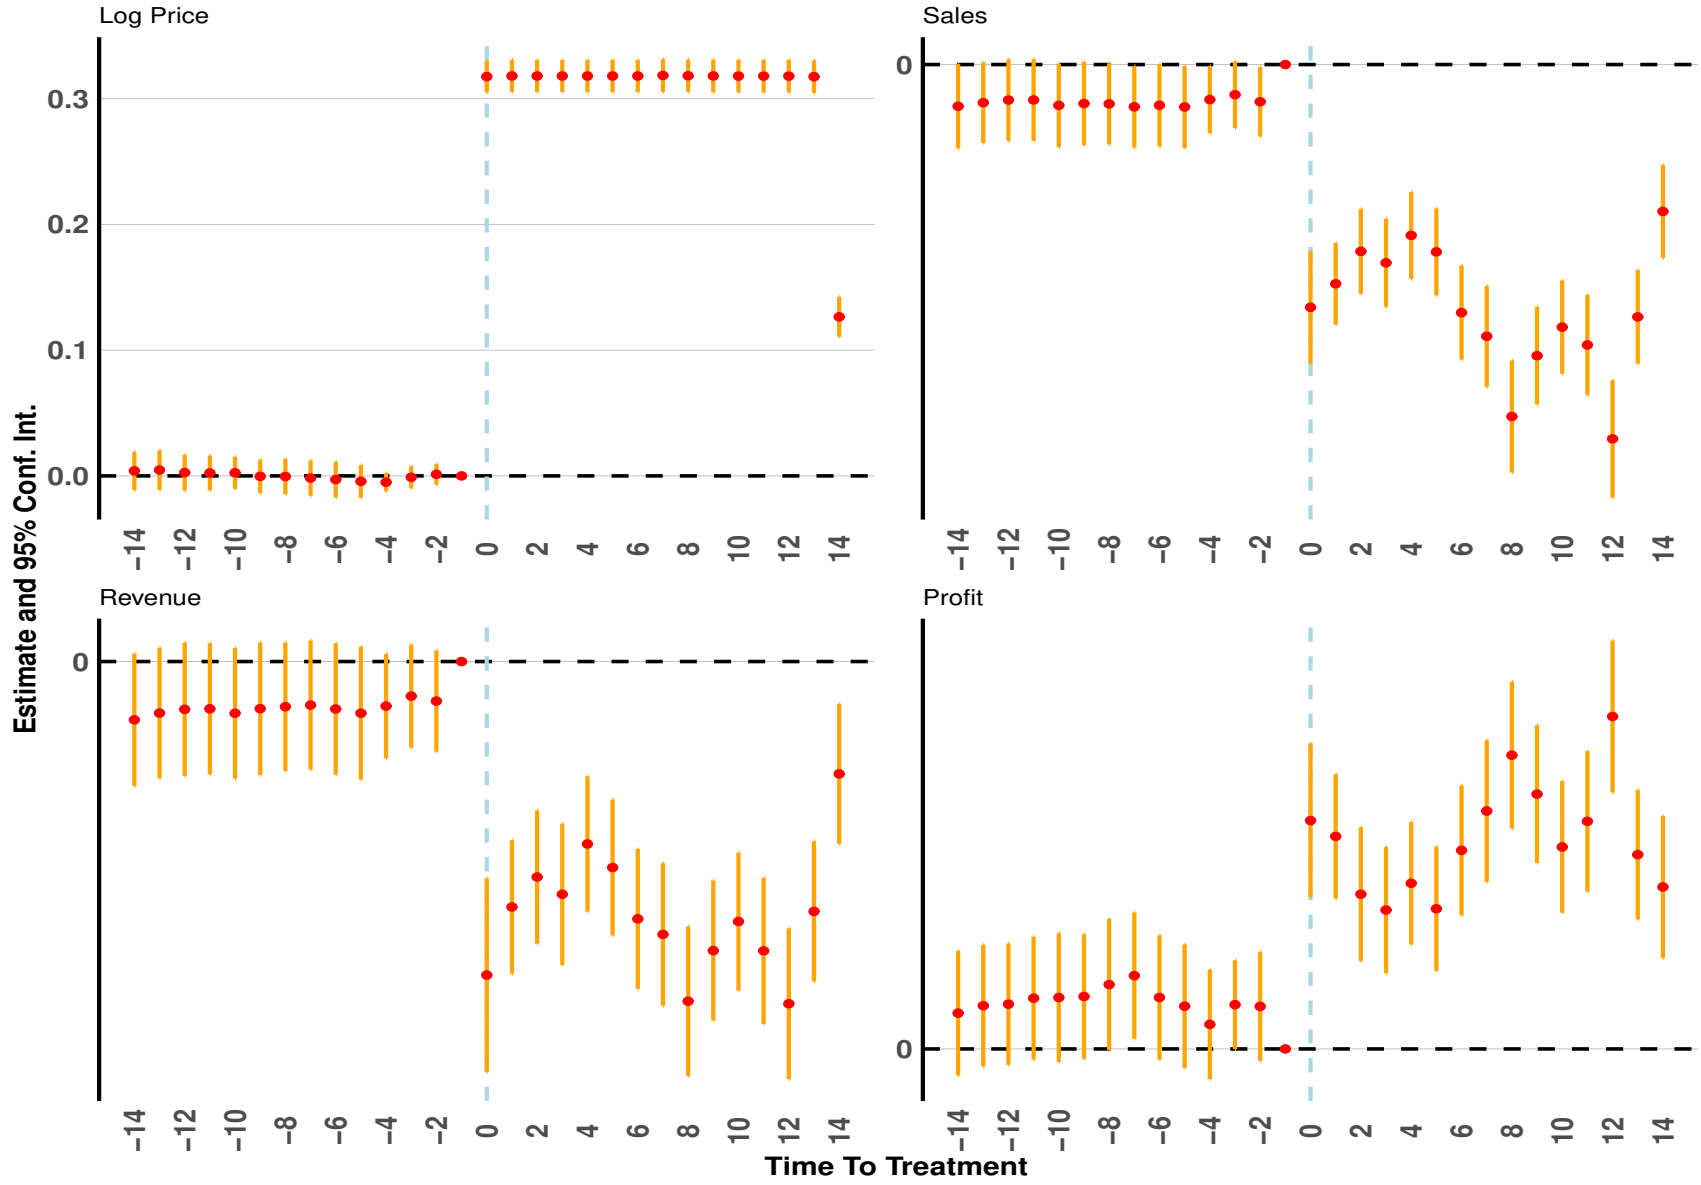 Log Price
Sales
0.3
0.2
0.1
0.0
0
−14 −12 −10 −8 −6 −4 −2 0 2 4 6 8 10 12 14
−14 −12 −10 −8 −6 −4 −2 0 2 4 6 8 10 12 14
Estimate and 95% Conf. Int.
Revenue
Profit
0
0
−14 −12 −10 −8 −6 −4 −2 0 2 4 6 8 10 12 14
−14 −12 −10 −8 −6 −4 −2 0 2 4 6 8 10 12 14
Time To Treatment